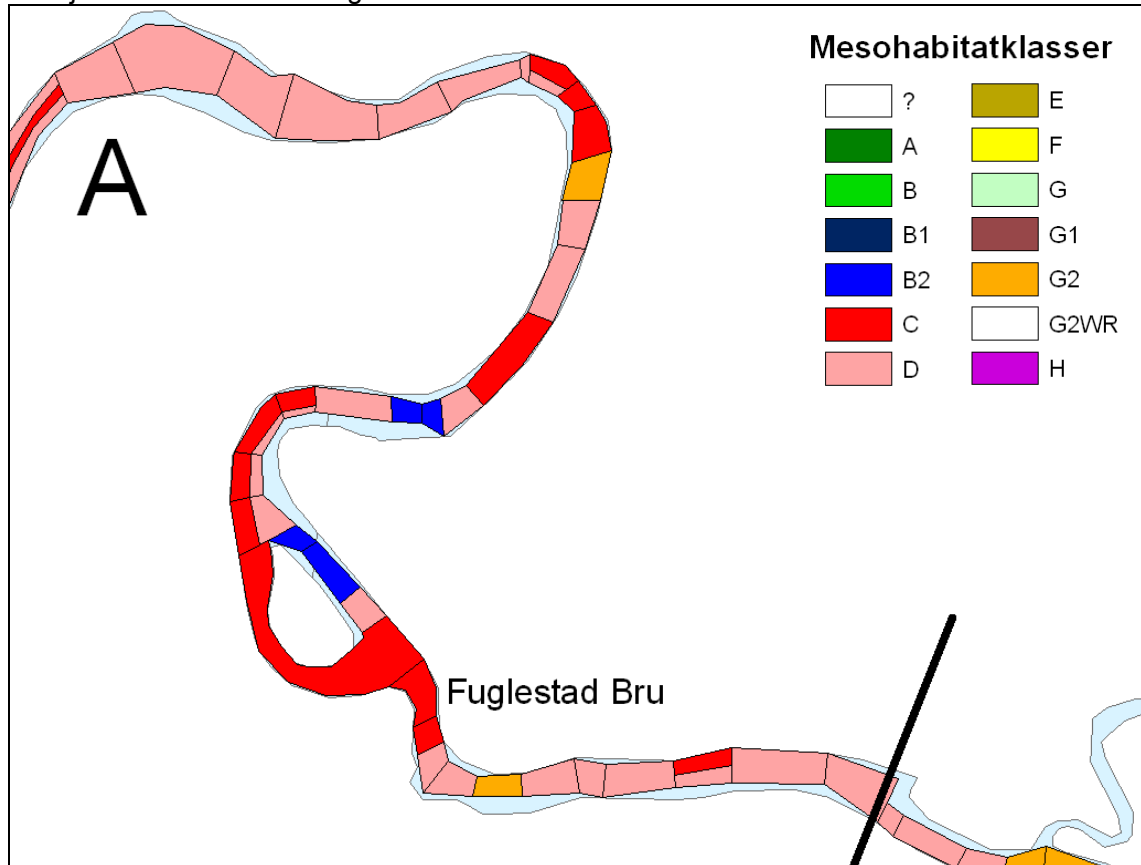 Mesohabitatklasser
?
E
A
F
B
G
B1
G1
B2
G2
C
G2WR
D
H
A
Fuglestad Bru